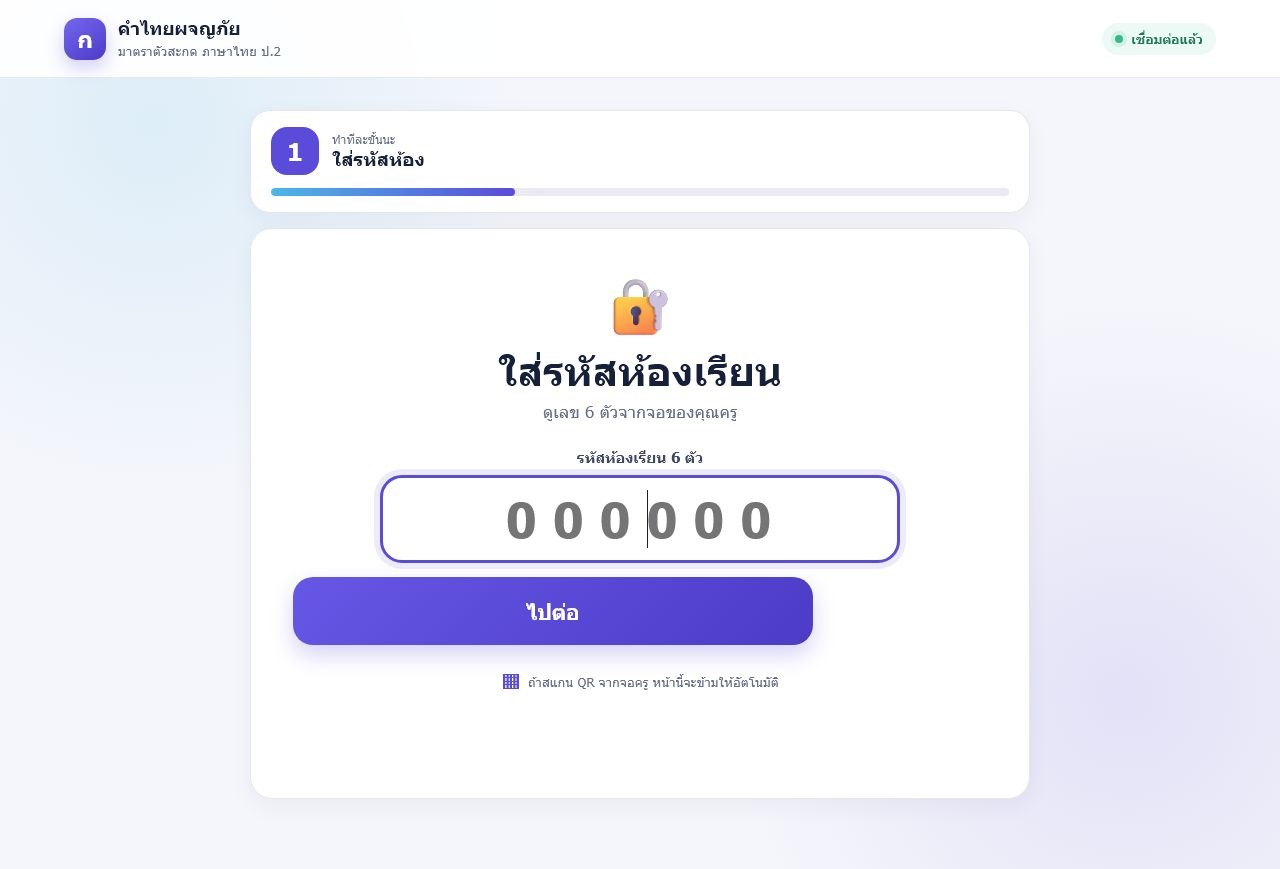 ก
คำไทยผจญภัย
มาตราตัวสะกด ภาษาไทย ป.2
เชื่อมต่อแล้ว
1
ทำทีละขั้นนะ
ใส่รหัสห้อง
ใส่รหัสห้องเรียน
ดูเลข 6 ตัวจากจอของคุณครู
รหัสห้องเรียน 6 ตัว
000000
ไปต่อ
ถ้าสแกน QR จากจอครู หน้านี้จะข้ามให้อัตโนมัติ